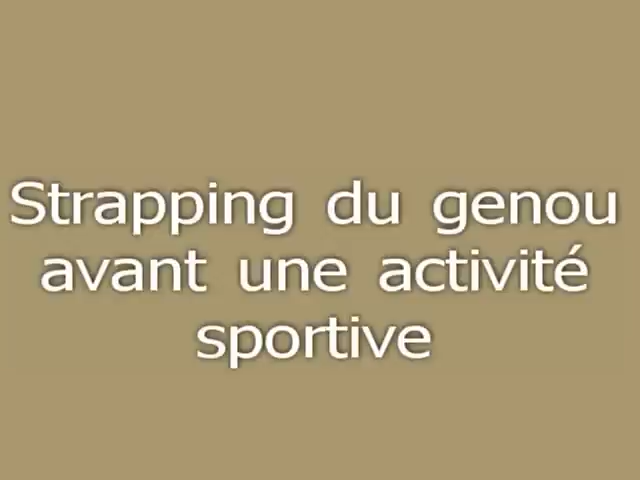 Strapping du genou
avant une activité
sportive